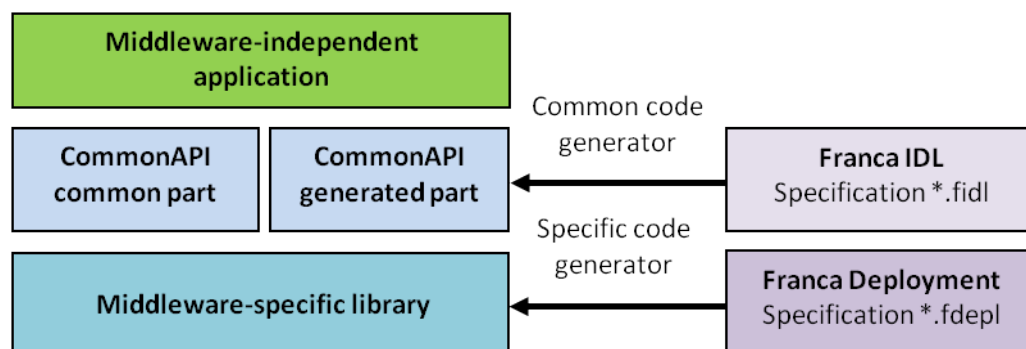 Middleware-independent
application
Common code
generator
CommonAPI
common part
CommonAPI
generated part
Franca IDL
Specification *.fidl
Specific code
generator
Middleware-specific library
Franca Deployment
Specification *.fdepl